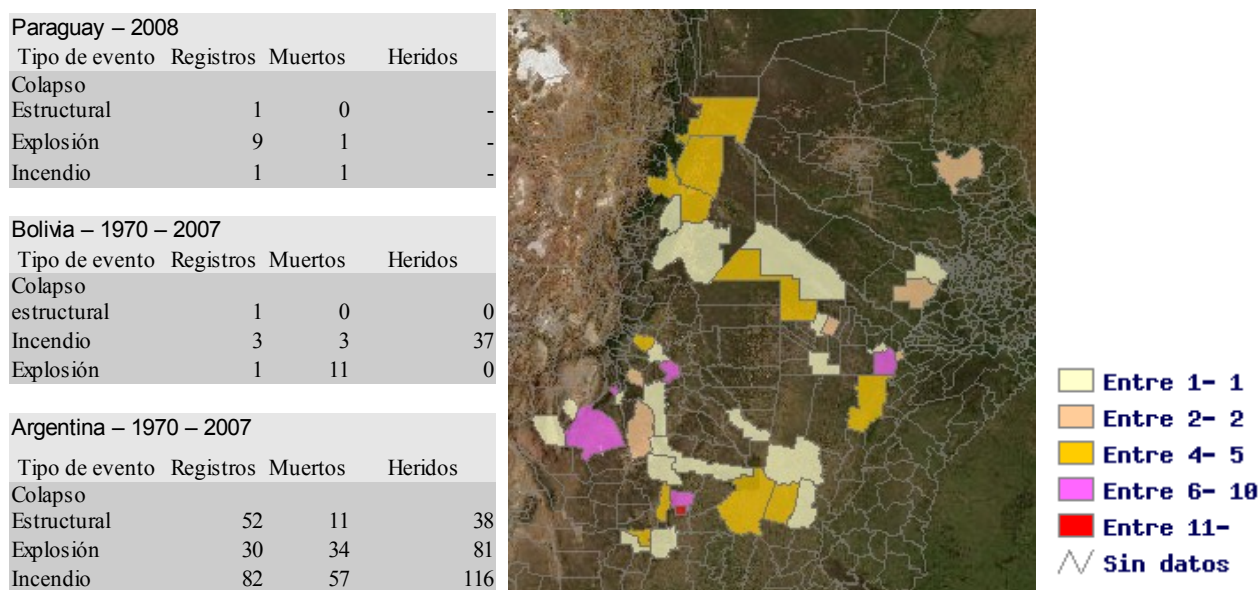 Paraguay – 2008
Tipo de evento Registros Muertos Heridos
Colapso
Estructural 1 0 -
Explosión 9 1 -
Incendio 1 1 -
Bolivia – 1970 – 2007
Tipo de evento Registros Muertos Heridos
Colapso
estructural 1 0 0
Incendio 3 3 37
Explosión 1 11 0
Argentina – 1970 – 2007
Tipo de evento Registros Muertos Heridos
Colapso
Estructural 52 11 38
Explosión 30 34 81
Incendio 82 57 116
Entre 1- 1
Entre 2- 2
Entre 4- 5
Entre 6- 10
Entre 11-
Sin datos